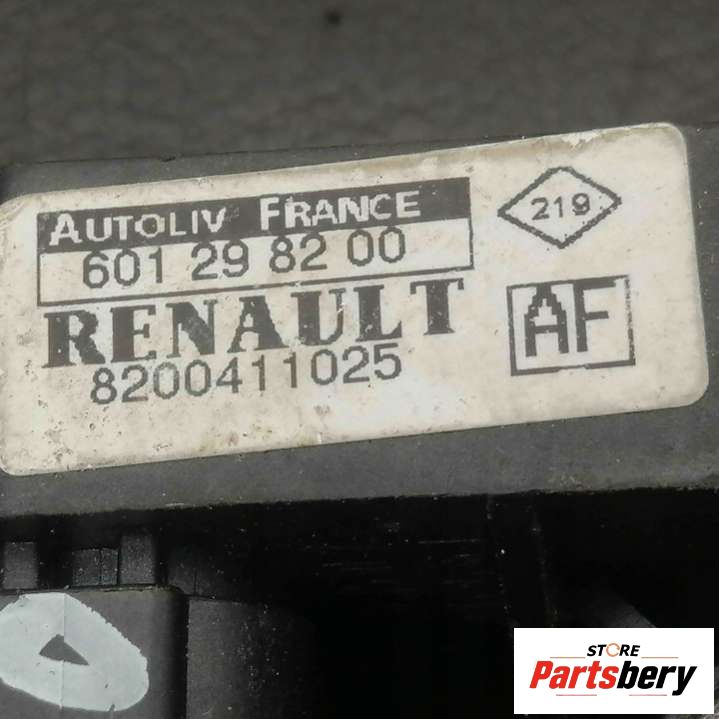 AUTOLIV FRANCE
601 29 82 00
RENAULT
8200411025
219
AF
STORE
Partsbery